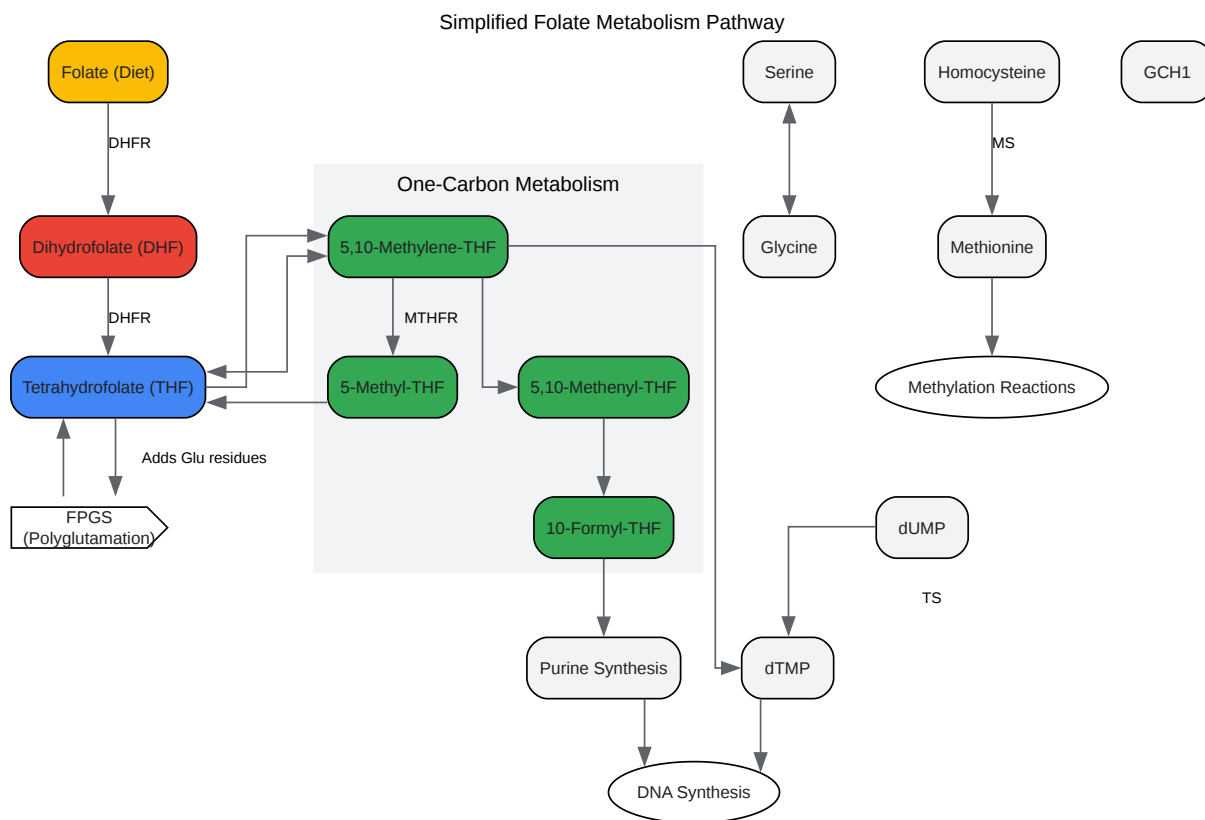 Simplified Folate Metabolism Pathway
Folate (Diet)
Serine
Homocysteine
GCH1
DHFR
MS
One-Carbon Metabolism
Dihydrofolate (DHF)
5,10-Methylene-THF
Glycine
Methionine
DHFR
MTHFR
Tetrahydrofolate (THF)
5-Methyl-THF
5,10-Methenyl-THF
Methylation Reactions
Adds Glu residues
FPGS
(Polyglutamation)
10-Formyl-THF
dUMP
TS
Purine Synthesis
dTMP
DNA Synthesis